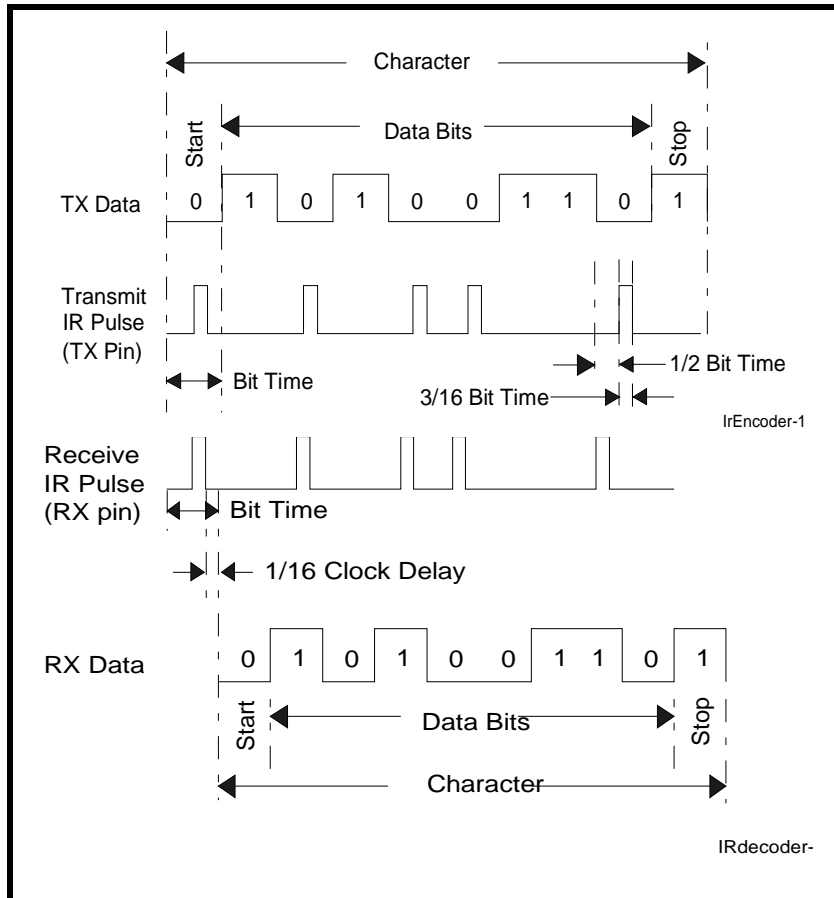 Character
Start Data Bits Stop
TX Data 0 1 0 1 0 0 1 1 0 1
Transmit
IR Pulse
(TX Pin)
Bit Time
1/2 Bit Time
3/16 Bit Time
IrEncoder-1
Receive
IR Pulse
(RX pin)
Bit Time
1/16 Clock Delay
RX Data 0 1 0 1 0 0 1 1 0 1
Start Data Bits Stop
Character
IRdecoder-